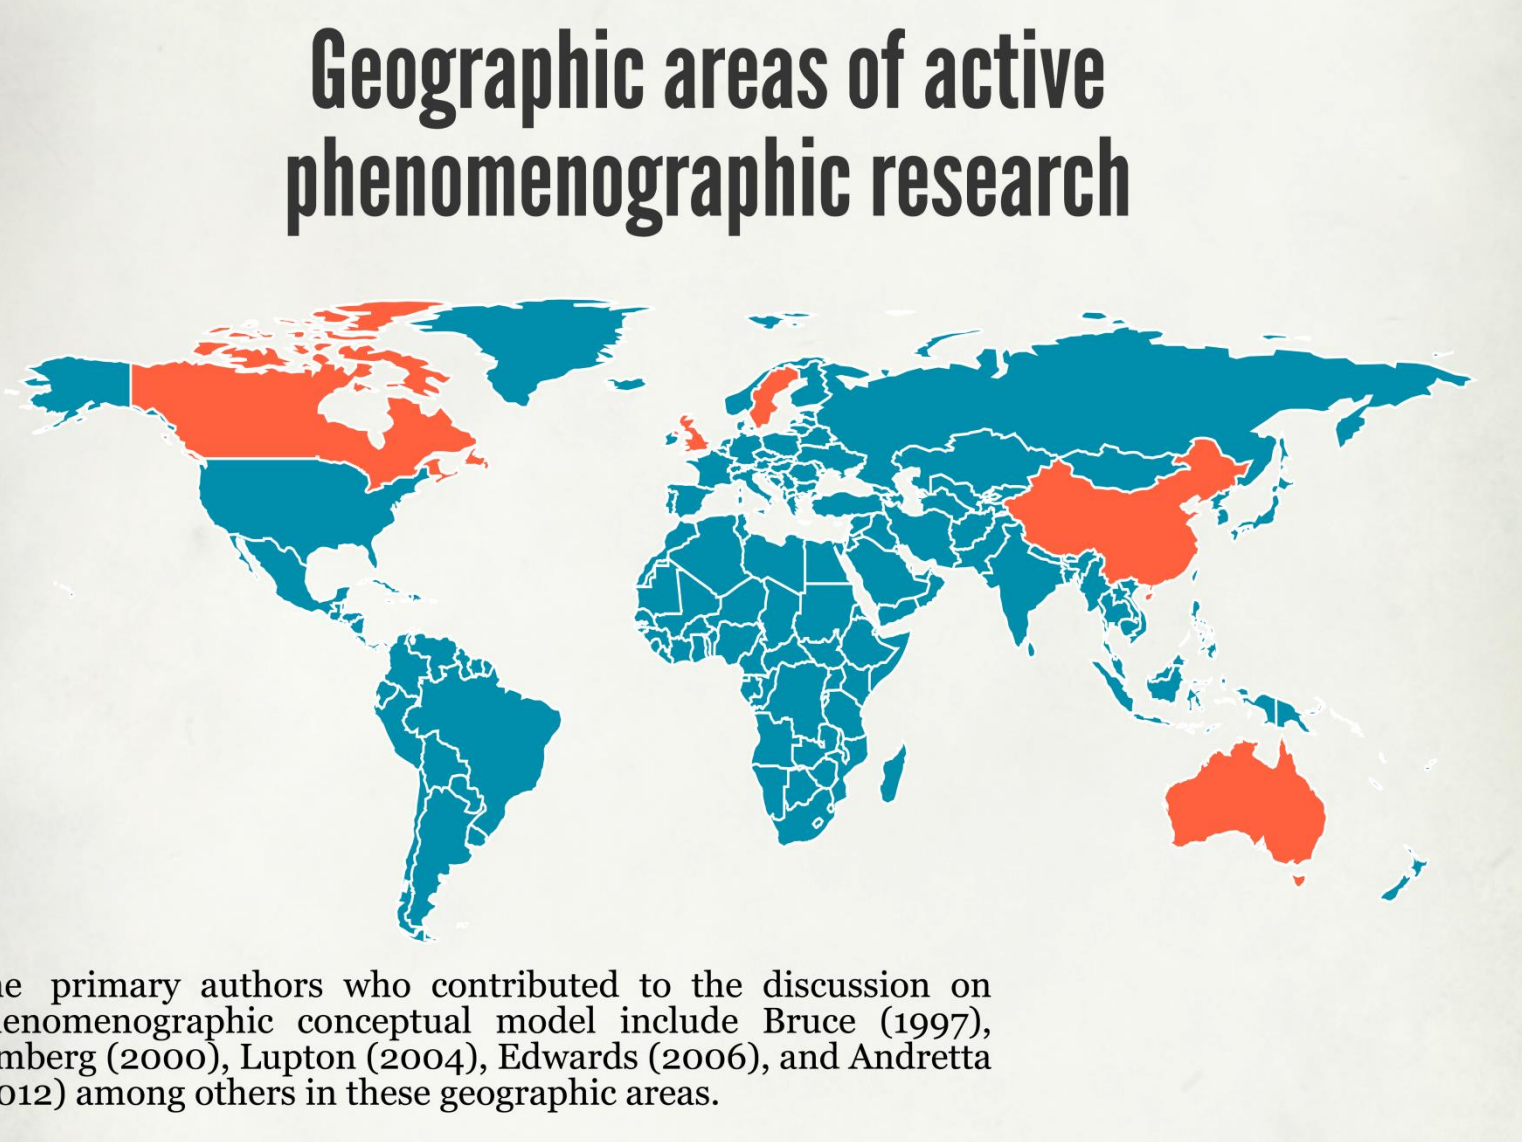 Geographic areas of active
phenomenographic research
primary authors who contributed to the discussion on
conceptual model include Bruce (1997),
(2000), Lupton (2004), Edwards (2006), and Andretta
among others in these geographic areas.